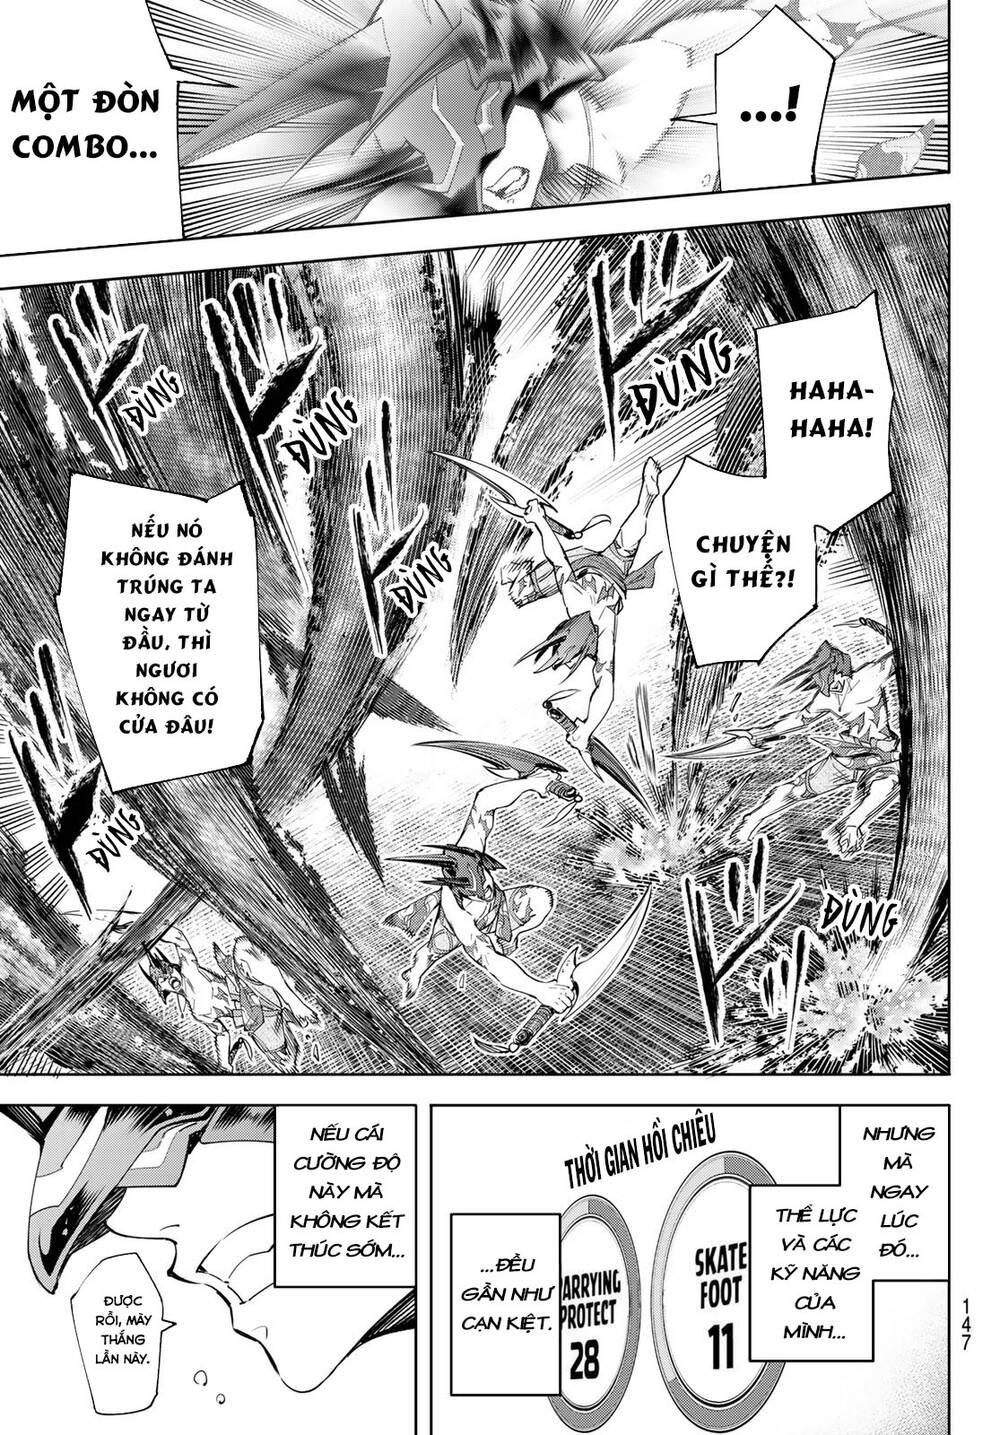 ...!
MỘT ĐÒN
COMBO...
HAHA-
HAHA!
CHUYỆN
GÌ THẾ?!
ĐÙNG
ĐÙNG
ĐÙNG
ĐÙNG
ĐÙNG
ĐÙNG
NẾU NÓ
KHÔNG ĐÁNH
TRÚNG TA
NGAY TỪ
ĐẦU, THÌ
NGƯƠI
KHÔNG CÓ
CỬA ĐÂU!
NHƯNG
MÀ
NGAY
LÚC
ĐÓ...
THỂ LỰC
VÀ CÁC
KỸ NĂNG
CỦA
MÌNH...
THỜI GIAN HỒI CHIÊU
SKATE
FOOT
11
PARRYING
PROTECT
28
...ĐỀU
GẦN NHƯ
CẠN KIỆT.
NẾU CÁI
CƯỜNG ĐỘ
NÀY MÀ
KHÔNG KẾT
THÚC SỚM...
ĐƯỢC
RỒI, MÀY
THẮNG
LẦN NÀY.
147